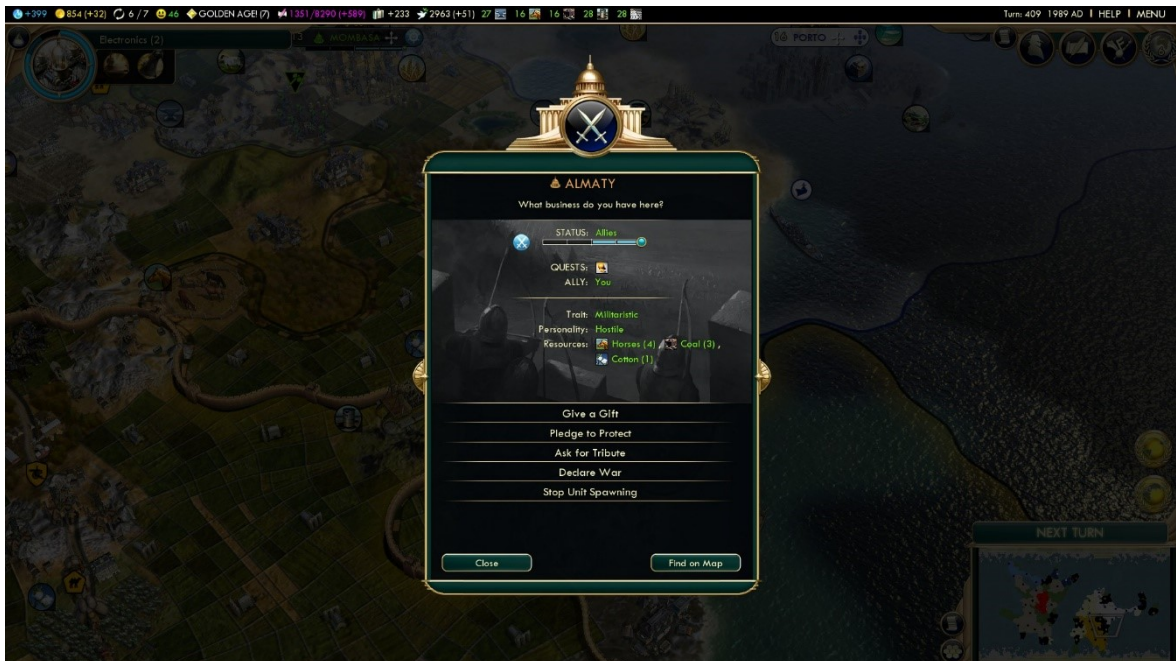 +399 854 (+32) 6 / 7 46 GOLDEN AGE! (7) 1351/8290 (+589) +233 2963 (+51) 27 16 16 28 28 Turn: 409 1989 AD | HELP | MENU
Electronics (2)
MOMBASA
16 PORTO
ALMATY
What business do you have here?
STATUS: Allies
QUESTS:
ALLY: You
Trait: Militaristic
Personality: Hostile
Resources: Horses (4) , Coal (3) ,
Cotton (1)
Give a Gift
Pledge to Protect
Ask for Tribute
Declare War
Stop Unit Spawning
Close
Find on Map
NEXT TURN